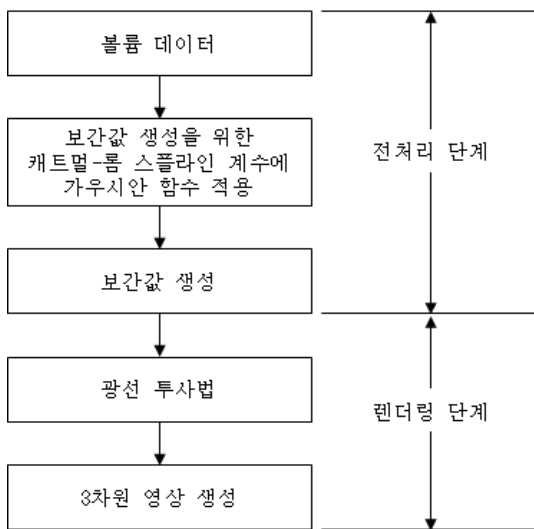 볼륨 데이터
보간값 생성을 위한
캐트멀-롬 스플라인 계수에
가우시안 함수 적용
전처리 단계
보간값 생성
광선 투사법
렌더링 단계
3차원 영상 생성